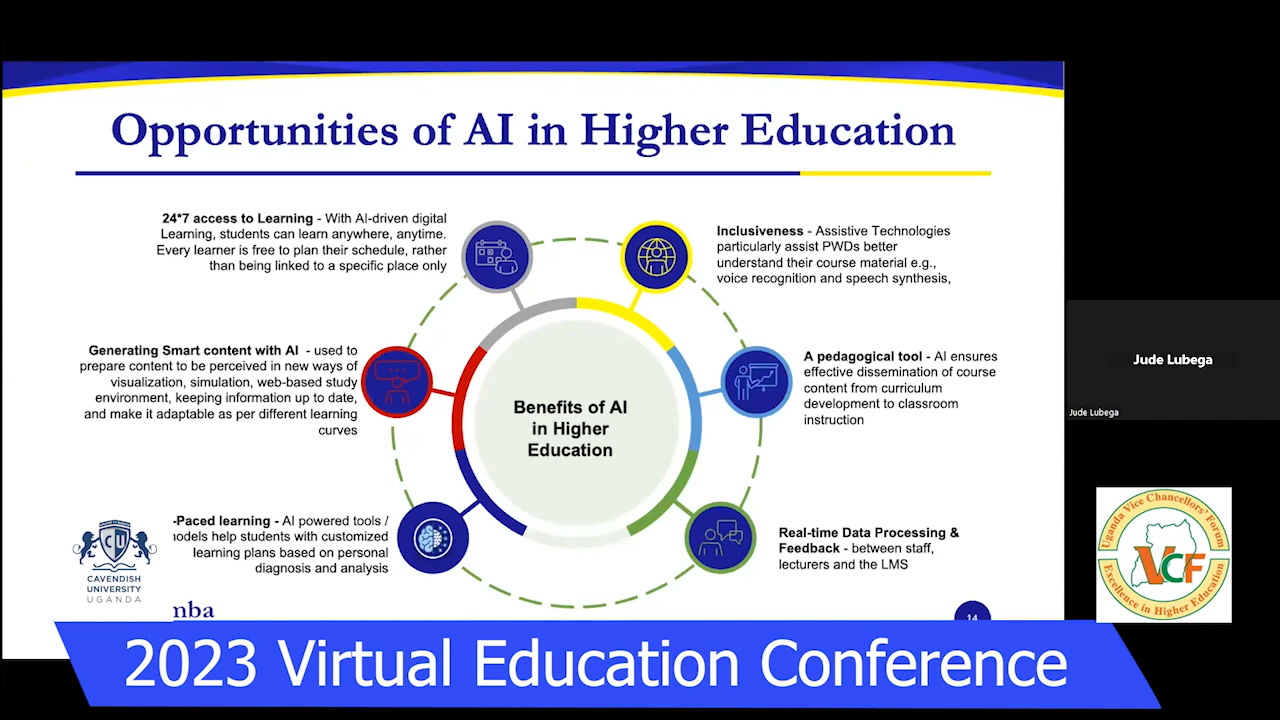 Opportunities of AI in Higher Education
24*7 access to Learning - With AI-driven digital
Learning, students can learn anywhere, anytime.
Every learner is free to plan their schedule, rather
than being linked to a specific place only
Inclusiveness - Assistive Technologies
particularly assist PWDs better
understand their course material e.g.,
voice recognition and speech synthesis,
Generating Smart content with AI - used to
prepare content to be perceived in new ways of
visualization, simulation, web-based study
environment, keeping information up to date,
and make it adaptable as per different learning
curves
A pedagogical tool - AI ensures
effective dissemination of course
content from curriculum
development to classroom
instruction
Benefits of AI
in Higher
Education
-Paced learning - AI powered tools /
odels help students with customized
learning plans based on personal
diagnosis and analysis
Real-time Data Processing &
Feedback - between staff,
lecturers and the LMS
CU
CAVENDISH
UNIVERSITY
UGANDA
mba
14
2023 Virtual Education Conference
Jude Lubega
Jude Lubega
Uganda Vice Chancellors' Forum
VCF
Excellence in Higher Education